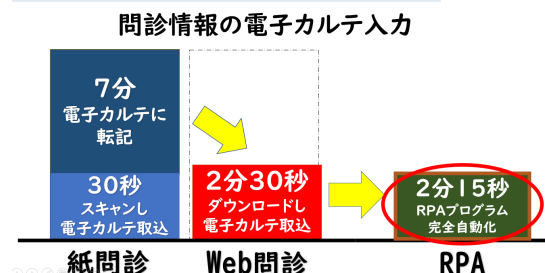 問診情報の電子カルテ入力
7分
電子カルテに
転記
30秒
スキャンし
電子カルテ取込
2分30秒
ダウンロードし
電子カルテ取込
2分15秒
RPAプログラム
完全自動化
紙問診
Web問診
RPA